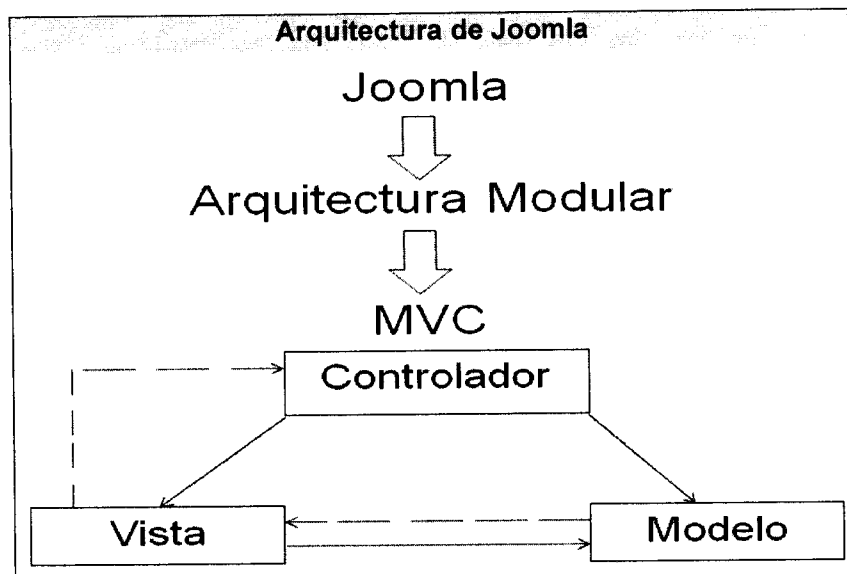 Arquitectura de Joomla
Joomla
Arquitectura Modular
MVC
Controlador
Vista
Modelo